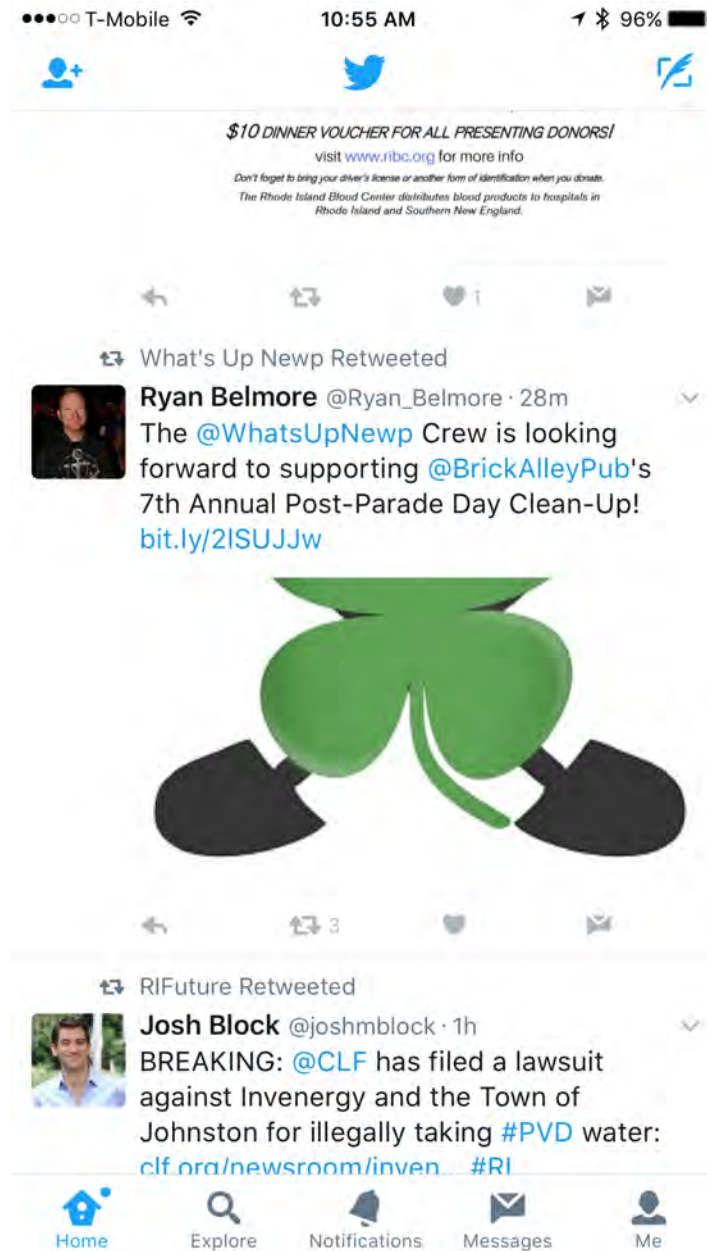 T-Mobile 10:55 AM 96%
$10 DINNER VOUCHER FOR ALL PRESENTING DONORS!
visit www.ribc.org for more info
Don't forget to bring your driver's license or another form of identification when you donate.
The Rhode Island Blood Center distributes blood products to hospitals in
Rhode Island and Southern New England.
1
What's Up Newp Retweeted
Ryan Belmore @Ryan_Belmore · 28m
The @WhatsUpNewp Crew is looking
forward to supporting @BrickAlleyPub's
7th Annual Post-Parade Day Clean-Up!
bit.ly/2lSUJJw
3
RIFuture Retweeted
Josh Block @joshmblock · 1h
BREAKING: @CLF has filed a lawsuit
against Invenergy and the Town of
Johnston for illegally taking #PVD water:
clf.org/newsroom/inven... #RI
Home Explore Notifications Messages Me